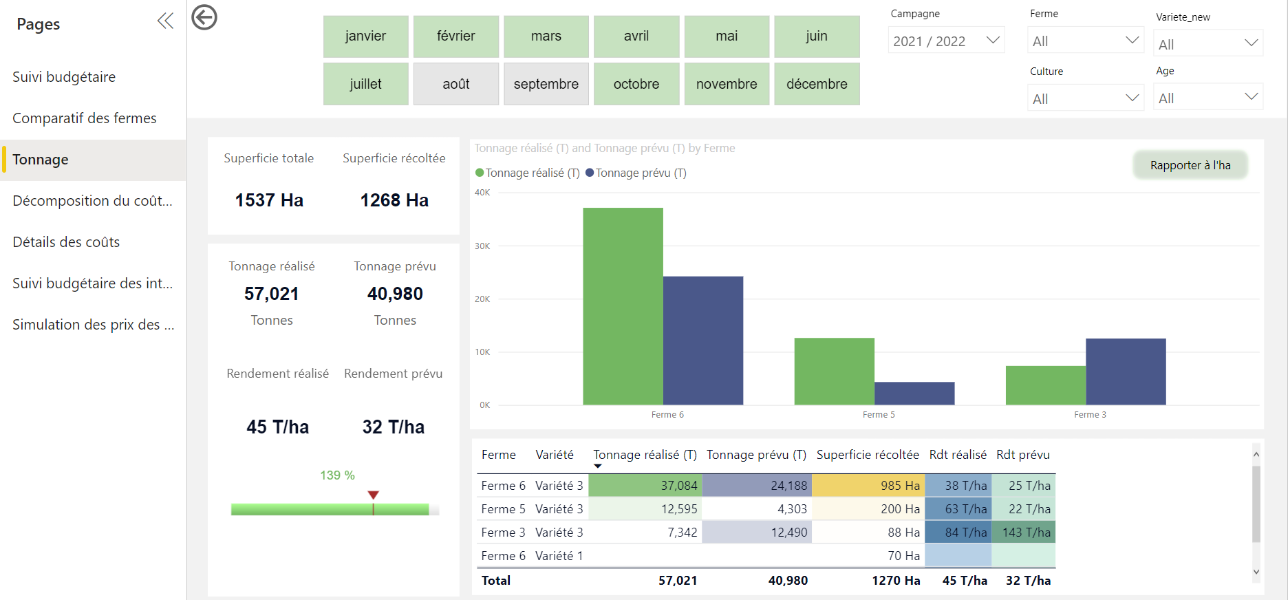 Pages
Suivi budgétaire
Comparatif des fermes
Tonnage
Décomposition du coût...
Détails des coûts
Suivi budgétaire des int...
Simulation des prix des ...
janvier février mars avril mai juin
juillet août septembre octobre novembre décembre
Campagne
2021 / 2022
Ferme
All
Variete_new
All
Culture
All
Age
All
Superficie totale Superficie récoltée
1537 Ha 1268 Ha
Tonnage réalisé Tonnage prévu
57,021 40,980
Tonnes Tonnes
Rendement réalisé Rendement prévu
45 T/ha 32 T/ha
139 %
Tonnage réalisé (T) and Tonnage prévu (T) by Ferme
Tonnage réalisé (T) Tonnage prévu (T)
Rapporter à l'ha
40K
30K
20K
10K
0K
Ferme 6 Ferme 5 Ferme 3
Ferme Variété Tonnage réalisé (T) Tonnage prévu (T) Superficie récoltée Rdt réalisé Rdt prévu
Ferme 6 Variété 3 37,084 24,188 985 Ha 38 T/ha 25 T/ha
Ferme 5 Variété 3 12,595 4,303 200 Ha 63 T/ha 22 T/ha
Ferme 3 Variété 3 7,342 12,490 88 Ha 84 T/ha 143 T/ha
Ferme 6 Variété 1 70 Ha
Total 57,021 40,980 1270 Ha 45 T/ha 32 T/ha